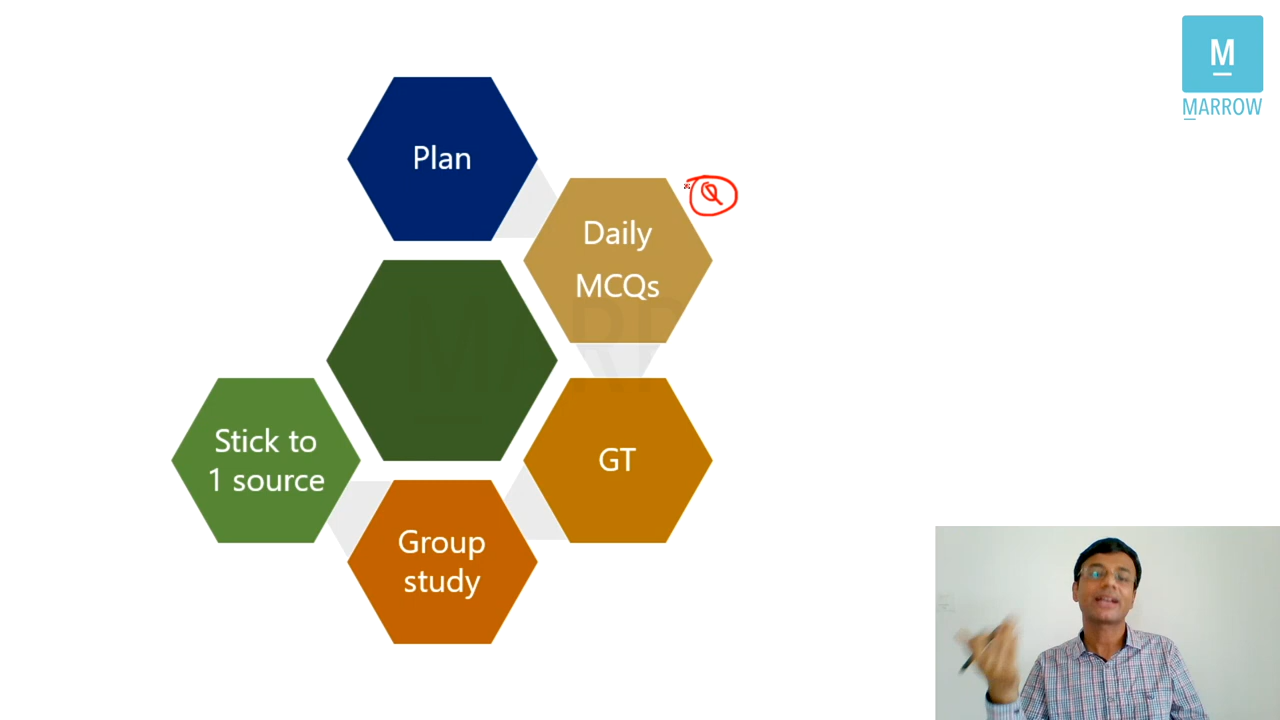 M
MARROW
Plan
Q
Daily
MCQs
GT
Stick to
1 source
Group
study